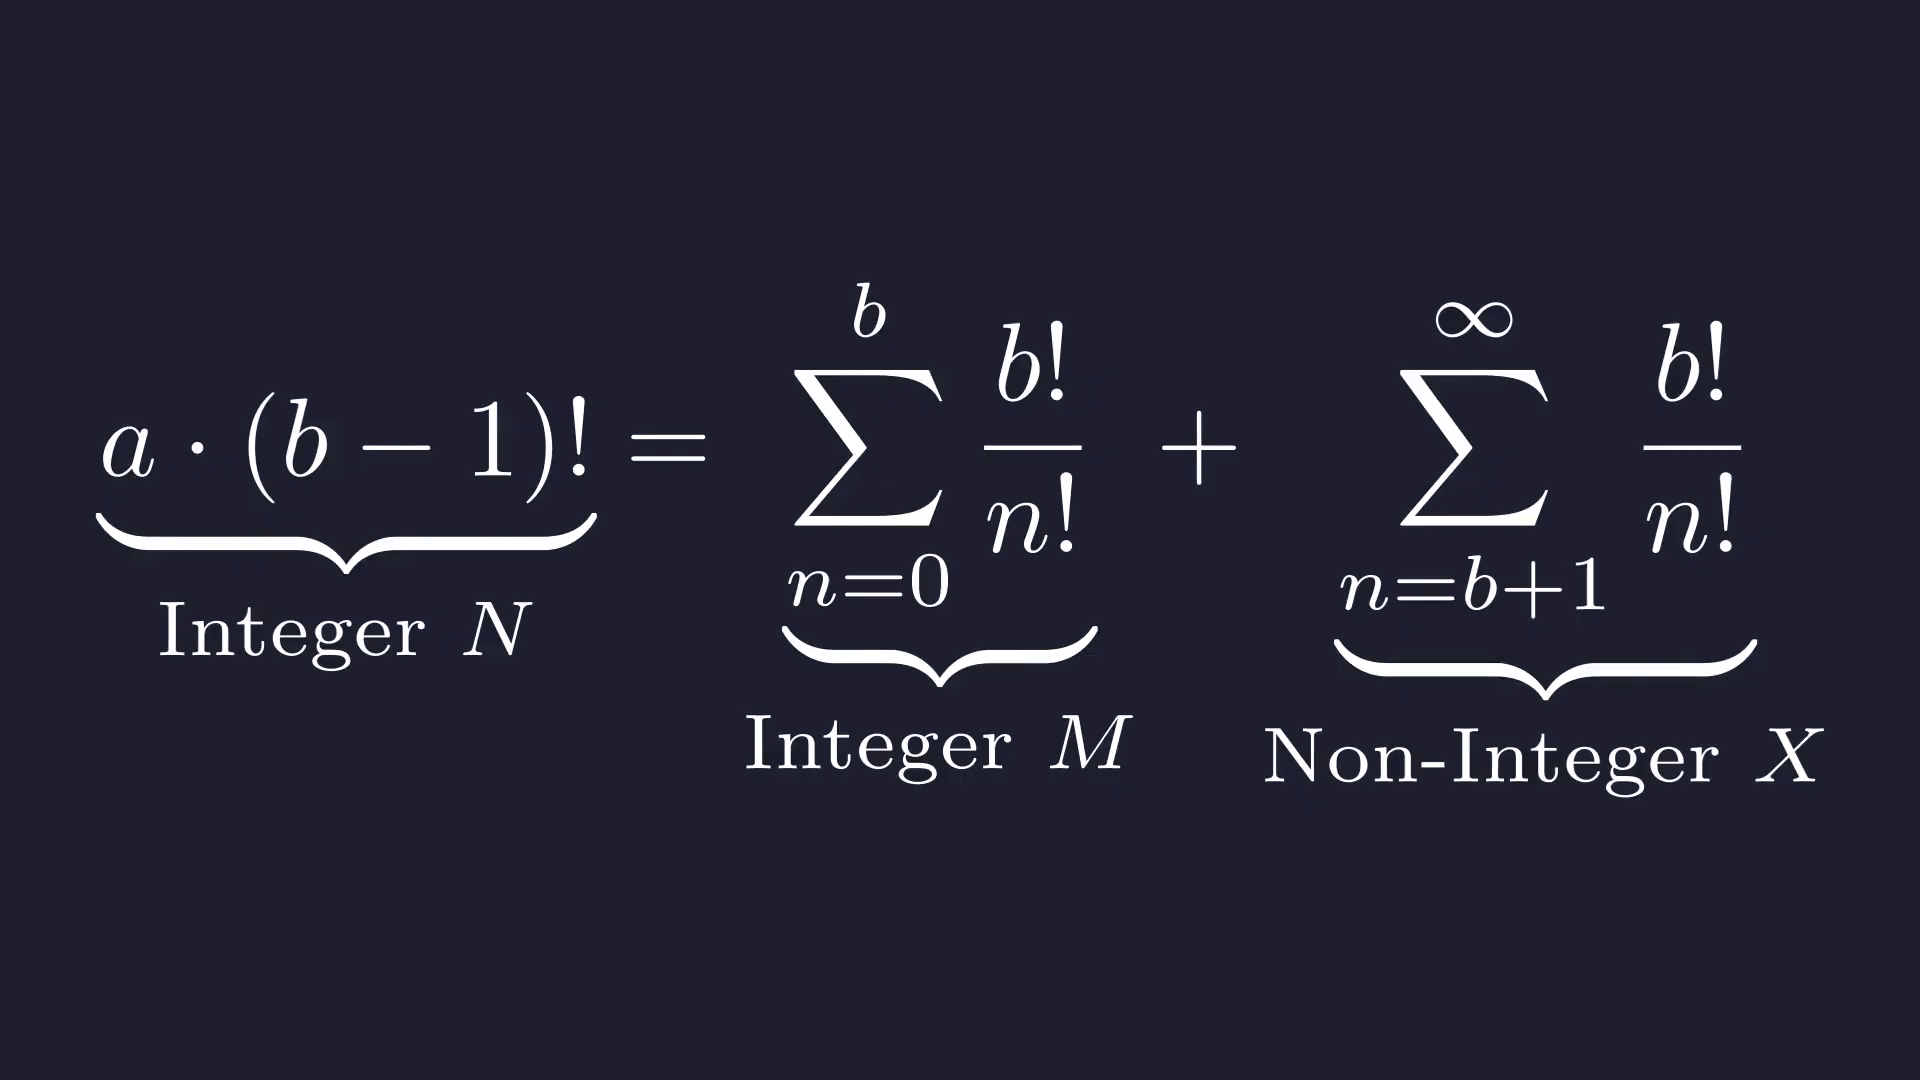 a · (b − 1)! = ∑_{n=0}^{b} b!/n! + ∑_{n=b+1}^{∞} b!/n!
Integer N
Integer M
Non-Integer X